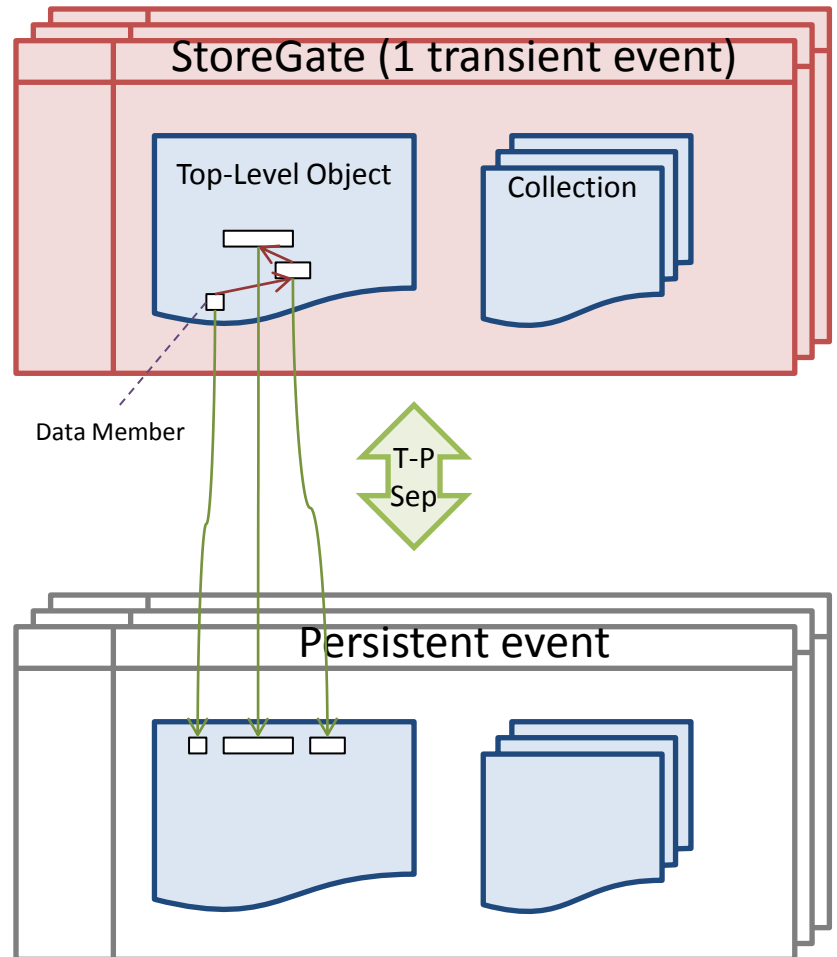 StoreGate (1 transient event)
Top-Level Object
Collection
Data Member
T-P
Sep
Persistent event